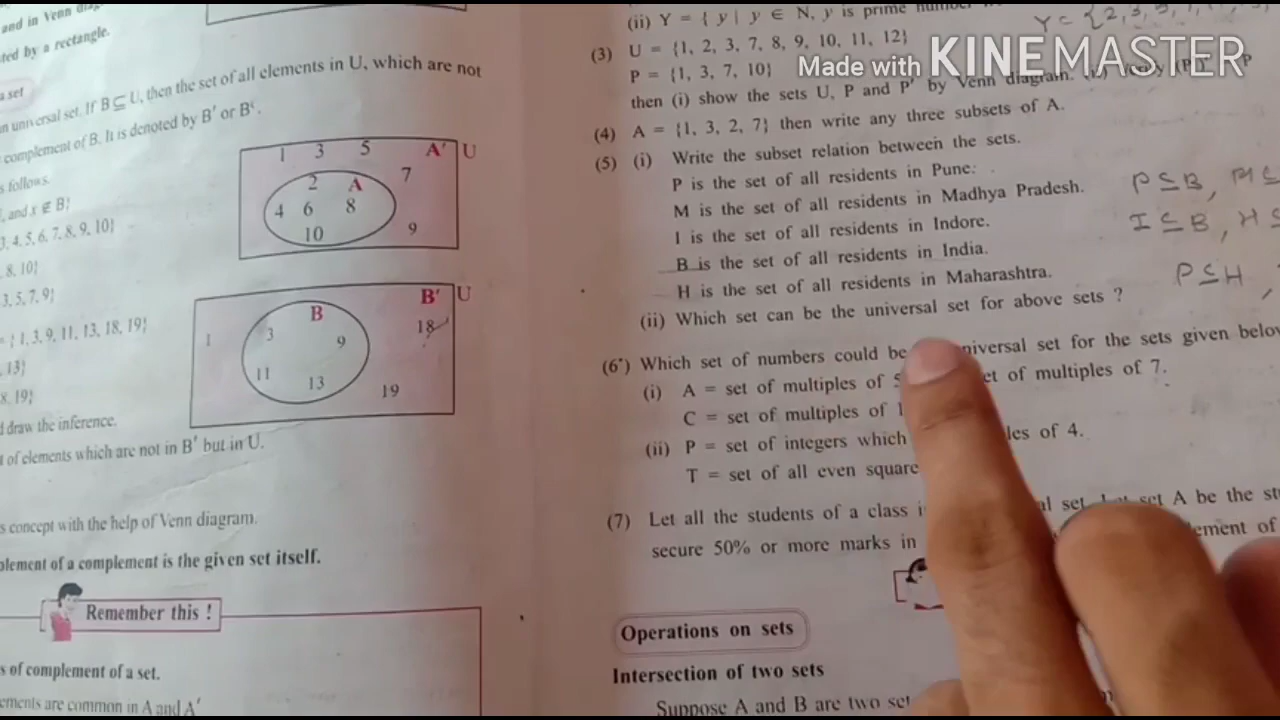 and in Venn
ted by a rectangle.
a set
an universal set. If B ⊆ U, then the set of all elements in U, which are not
complement of B. It is denoted by B′ or Bᶜ.
s follows.
, and x ∉ B}
3, 4, 5, 6, 7, 8, 9, 10}
, 8, 10}
3, 5, 7, 9}
= { 1, 3, 9, 11, 13, 18, 19}
, 13}
8, 19}
draw the inference.
t of elements which are not in B′ but in U.
s concept with the help of Venn diagram.
plement of a complement is the given set itself.
Remember this !
s of complement of a set.
ements are common in A and A′
1 3 5 A′ U
2 A 7
4 6 8
10 9
B′ U
B 18
1 3 9
11 13 19
(ii) Y = { y | y ∈ N, y is prime
Y = {2, 3, 5,
Made with KINEMASTER
(3) U = {1, 2, 3, 7, 8, 9, 10, 11, 12}
P = {1, 3, 7, 10}
then (i) show the sets U, P and P′ by Venn diagram.
(4) A = {1, 3, 2, 7} then write any three subsets of A.
(5) (i) Write the subset relation between the sets.
P is the set of all residents in Pune.
M is the set of all residents in Madhya Pradesh.
I is the set of all residents in Indore.
B is the set of all residents in India.
H is the set of all residents in Maharashtra.
P ⊆ B, M ⊆
I ⊆ B, H ⊆
P ⊆ H,
(ii) Which set can be the universal set for above sets ?
(6*) Which set of numbers could be universal set for the sets given below
(i) A = set of multiples of set of multiples of 7.
C = set of multiples of 1
(ii) P = set of integers which of 4.
T = set of all even square
(7) Let all the students of a class set A be the
secure 50% or more marks in
Operations on sets
Intersection of two sets
Suppose A and B are two